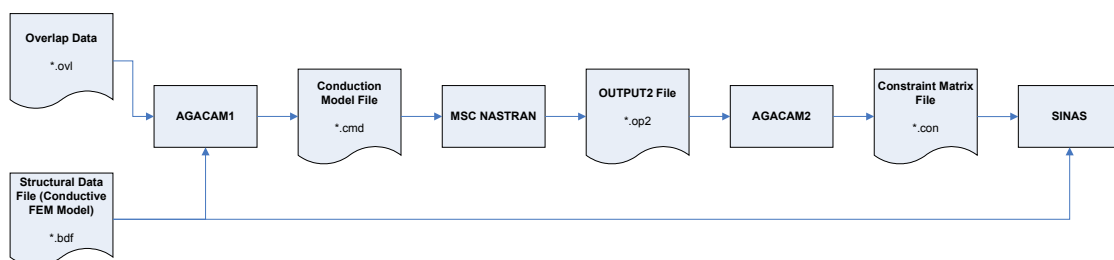 Overlap Data
*.ovl
AGACAM1
Conduction
Model File
*.cmd
MSC NASTRAN
OUTPUT2 File
*.op2
AGACAM2
Constraint Matrix
File
*.con
SINAS
Structural Data
File (Conductive
FEM Model)
*.bdf